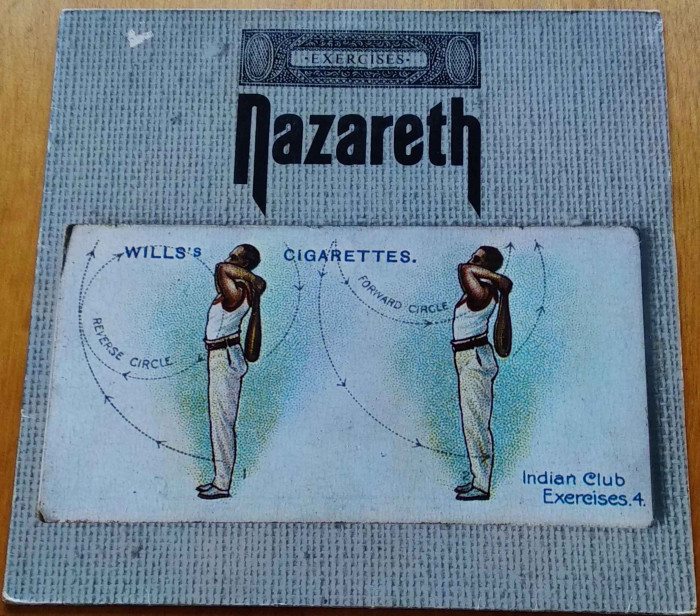 ·EXERCISES·
Nazareth
WILLS'S CIGARETTES.
REVERSE CIRCLE
FORWARD CIRCLE
Indian Club
Exercises.4.